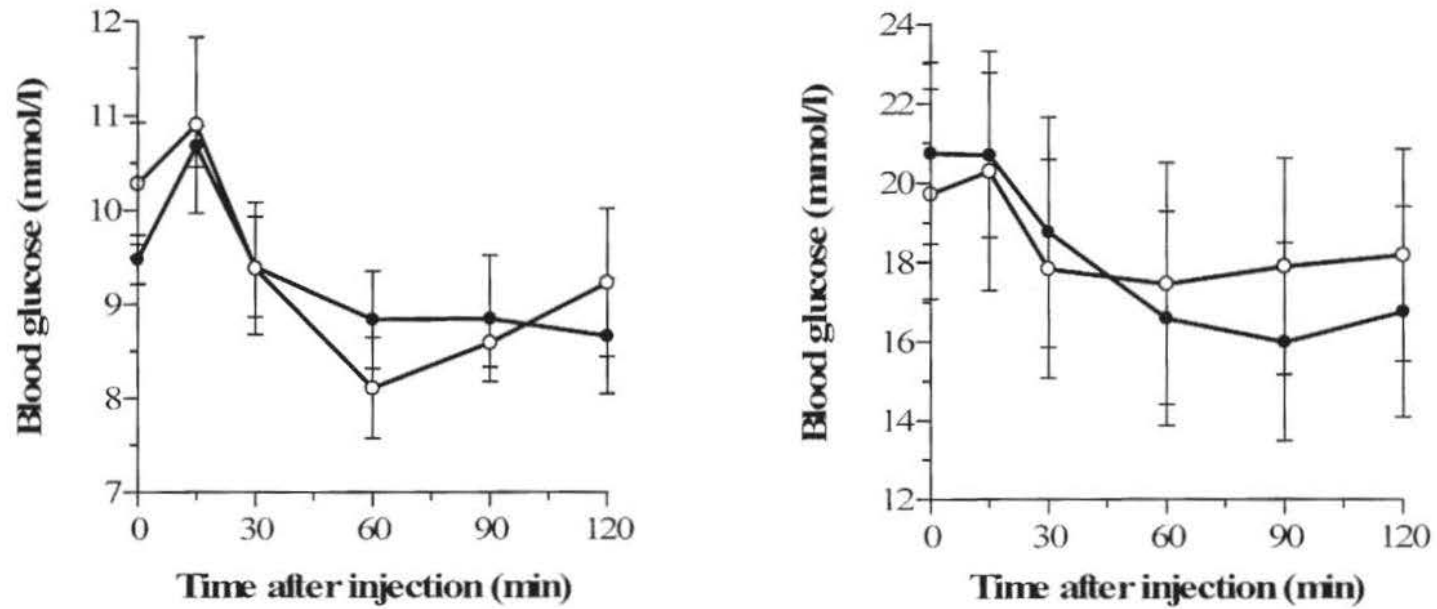 Blood glucose (mmol/l)
12
11
10
9
8
7
0 30 60 90 120
Time after injection (min)
Blood glucose (mmol/l)
24
22
20
18
16
14
12
0 30 60 90 120
Time after injection (min)